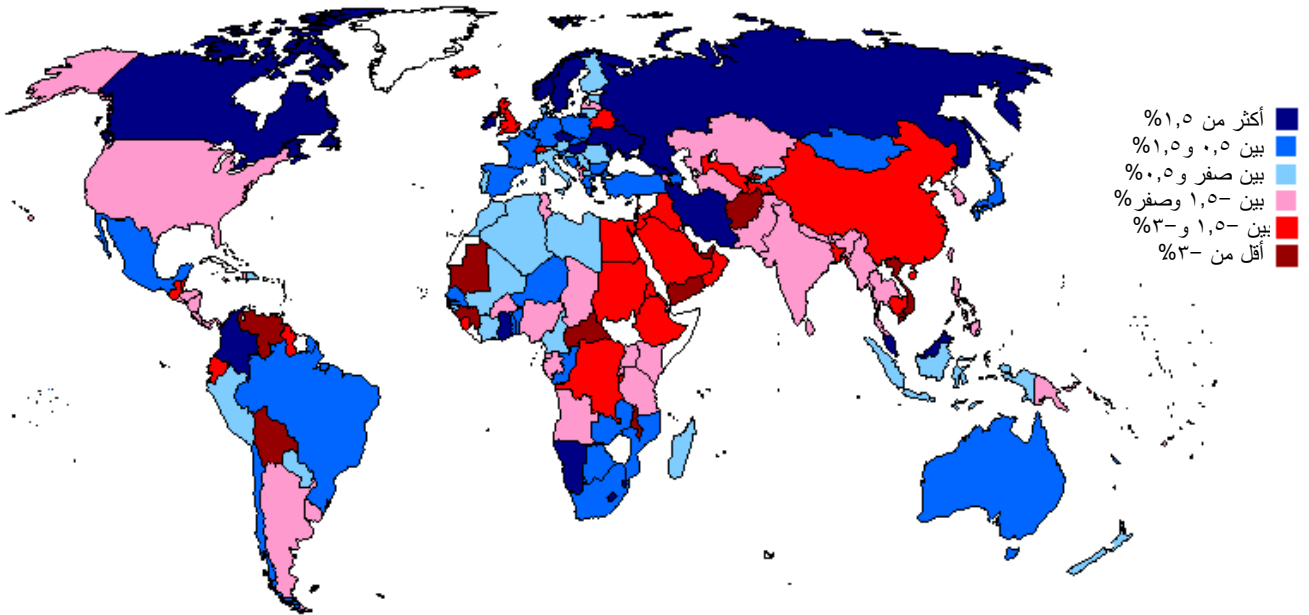 أكثر من ١,٥%
بين ٠,٥ و١,٥%
بين صفر و٠,٥%
بين -١,٥ وصفر%
بين -١,٥ و-٣%
أقل من -٣%